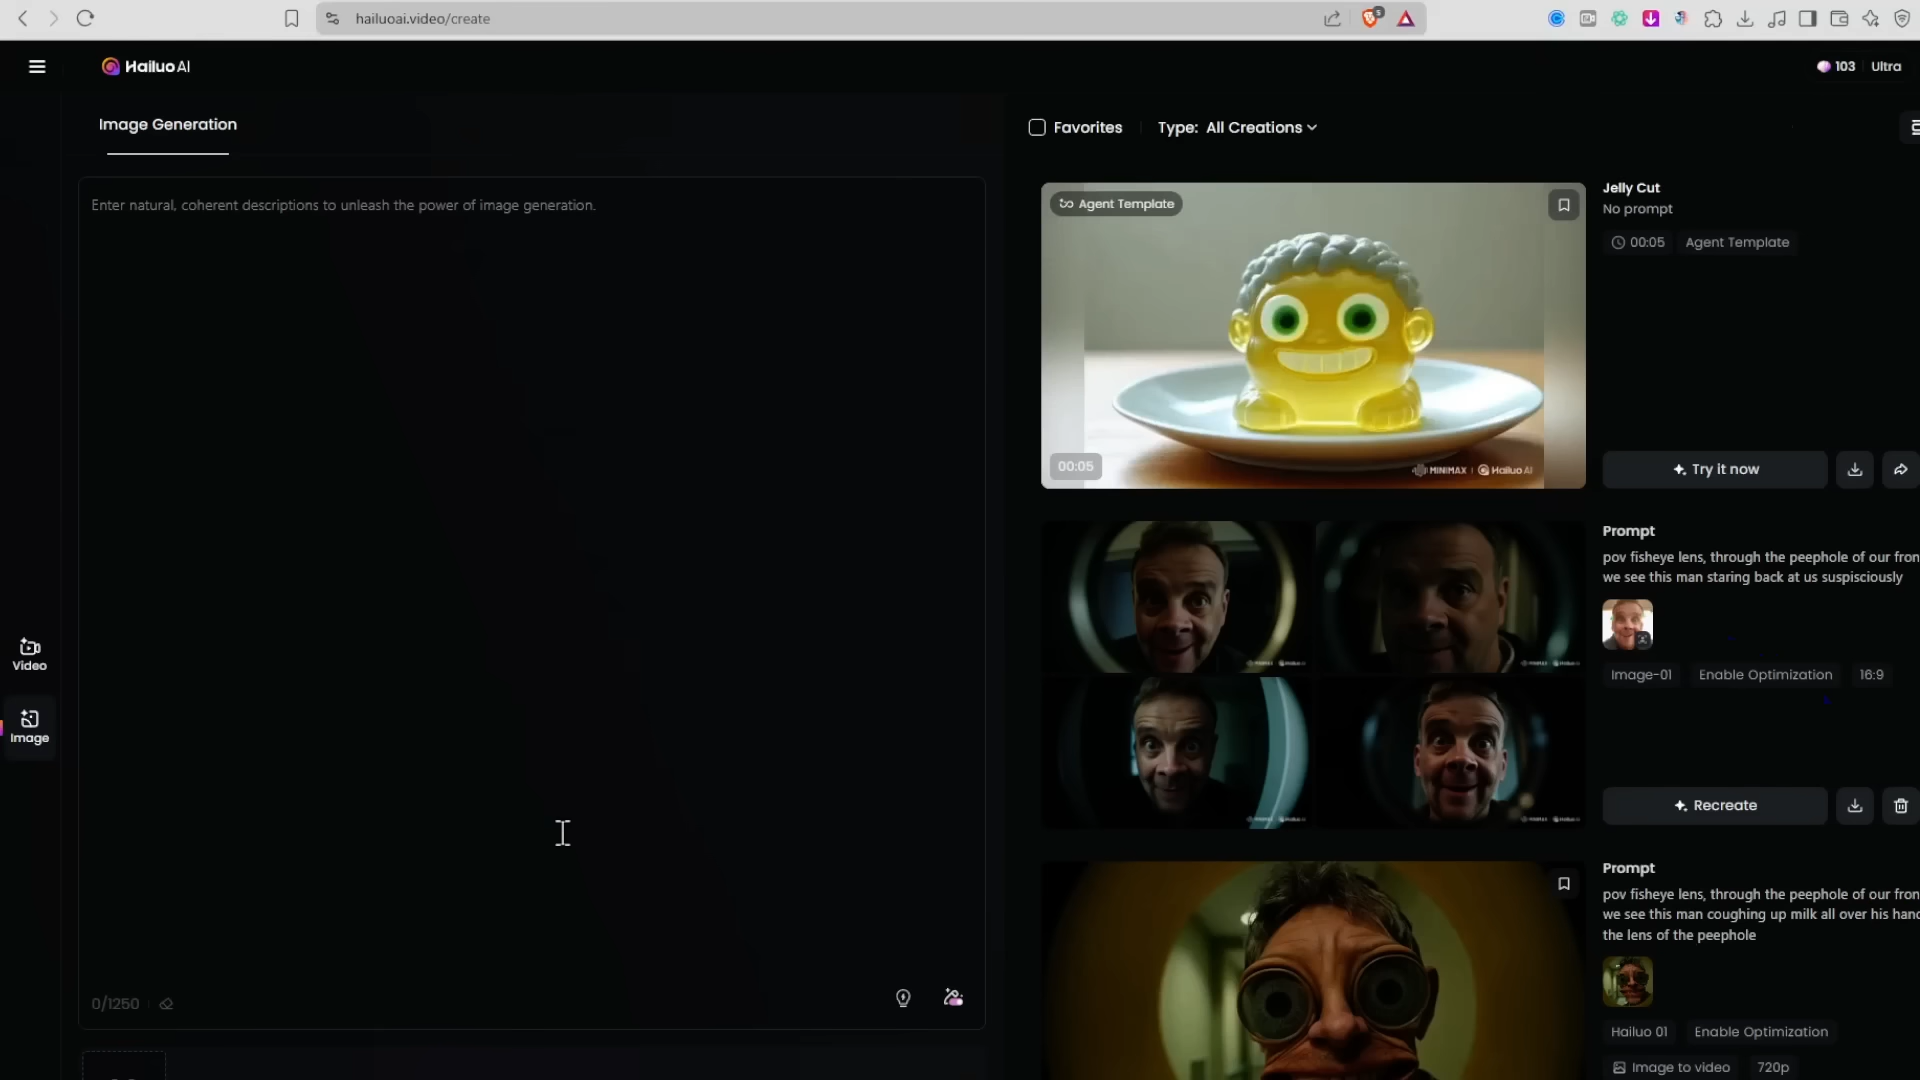 hailuoai.video/create
5
Hailuo AI
103
Ultra
Image Generation
Favorites
Type: All Creations
Enter natural, coherent descriptions to unleash the power of image generation.
Agent Template
00:05
MINIMAX | Hailuo AI
Jelly Cut
No prompt
00:05
Agent Template
Try it now
Prompt
pov fisheye lens, through the peephole of our fron
we see this man staring back at us suspisciously
Image-01
Enable Optimization
16:9
Recreate
Prompt
pov fisheye lens, through the peephole of our fron
we see this man coughing up milk all over his hand
the lens of the peephole
Hailuo 01
Enable Optimization
Image to video
720p
Video
Image
0/1250